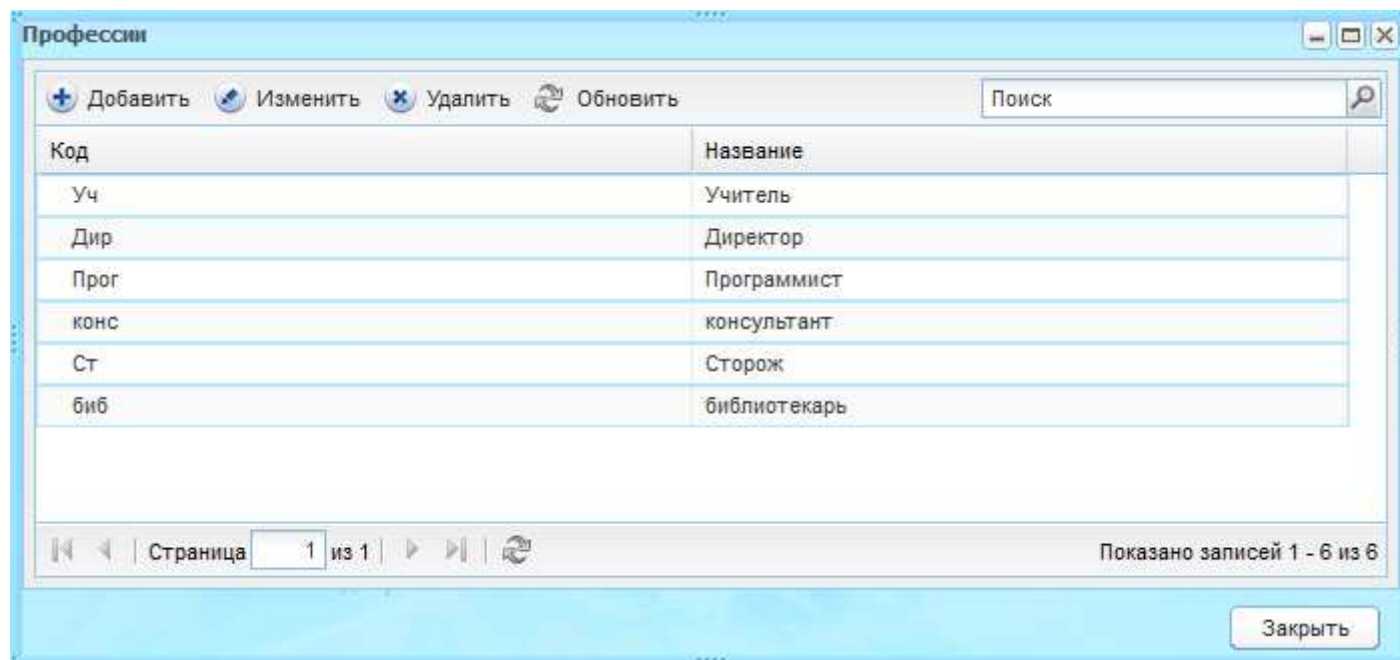 Профессии
Добавить Изменить Удалить Обновить Поиск
Код Название
Уч Учитель
Дир Директор
Прог Программист
конс консультант
Ст Сторож
биб библиотекарь
Страница 1 из 1 Показано записей 1 - 6 из 6
Закрыть